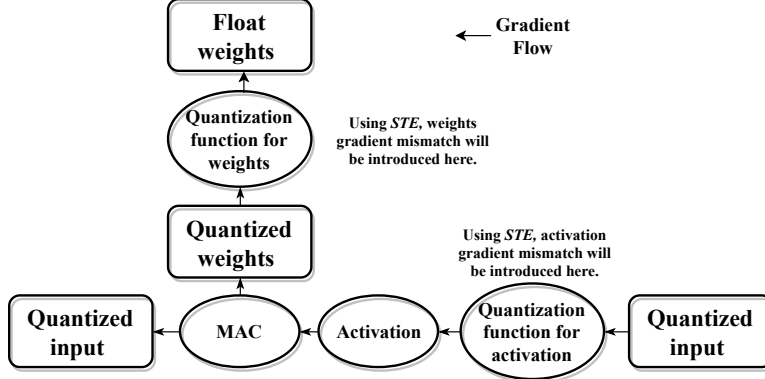 Float
weights
Gradient
Flow
Quantization
function for
weights
Using STE, weights
gradient mismatch will
be introduced here.
Quantized
weights
Using STE, activation
gradient mismatch will
be introduced here.
Quantized
input
MAC
Activation
Quantization
function for
activation
Quantized
input